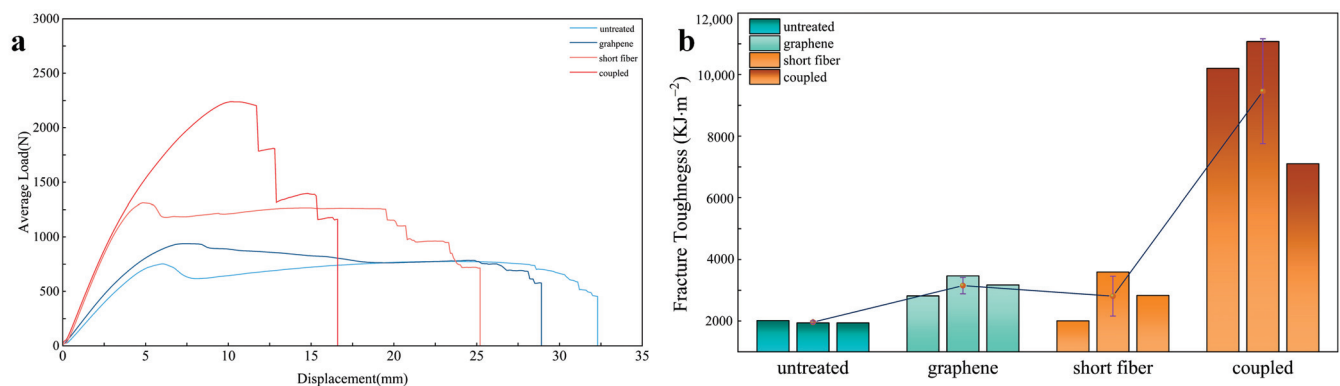 a
3000
2500
2000
1500
1000
500
0
0 5 10 15 20 25 30 35
Average Load(N)
Displacement(mm)
untreated
grahpene
short fiber
coupled
b
12,000
10,000
8000
6000
4000
2000
Fracture Toughnegss (KJ·m⁻²)
untreated
graphene
short fiber
coupled
untreated graphene short fiber coupled